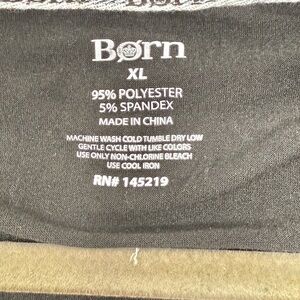 Børn
XL
95% POLYESTER
5% SPANDEX
MADE IN CHINA
MACHINE WASH COLD TUMBLE DRY LOW
GENTLE CYCLE WITH LIKE COLORS
USE ONLY NON-CHLORINE BLEACH
USE COOL IRON
RN# 145219